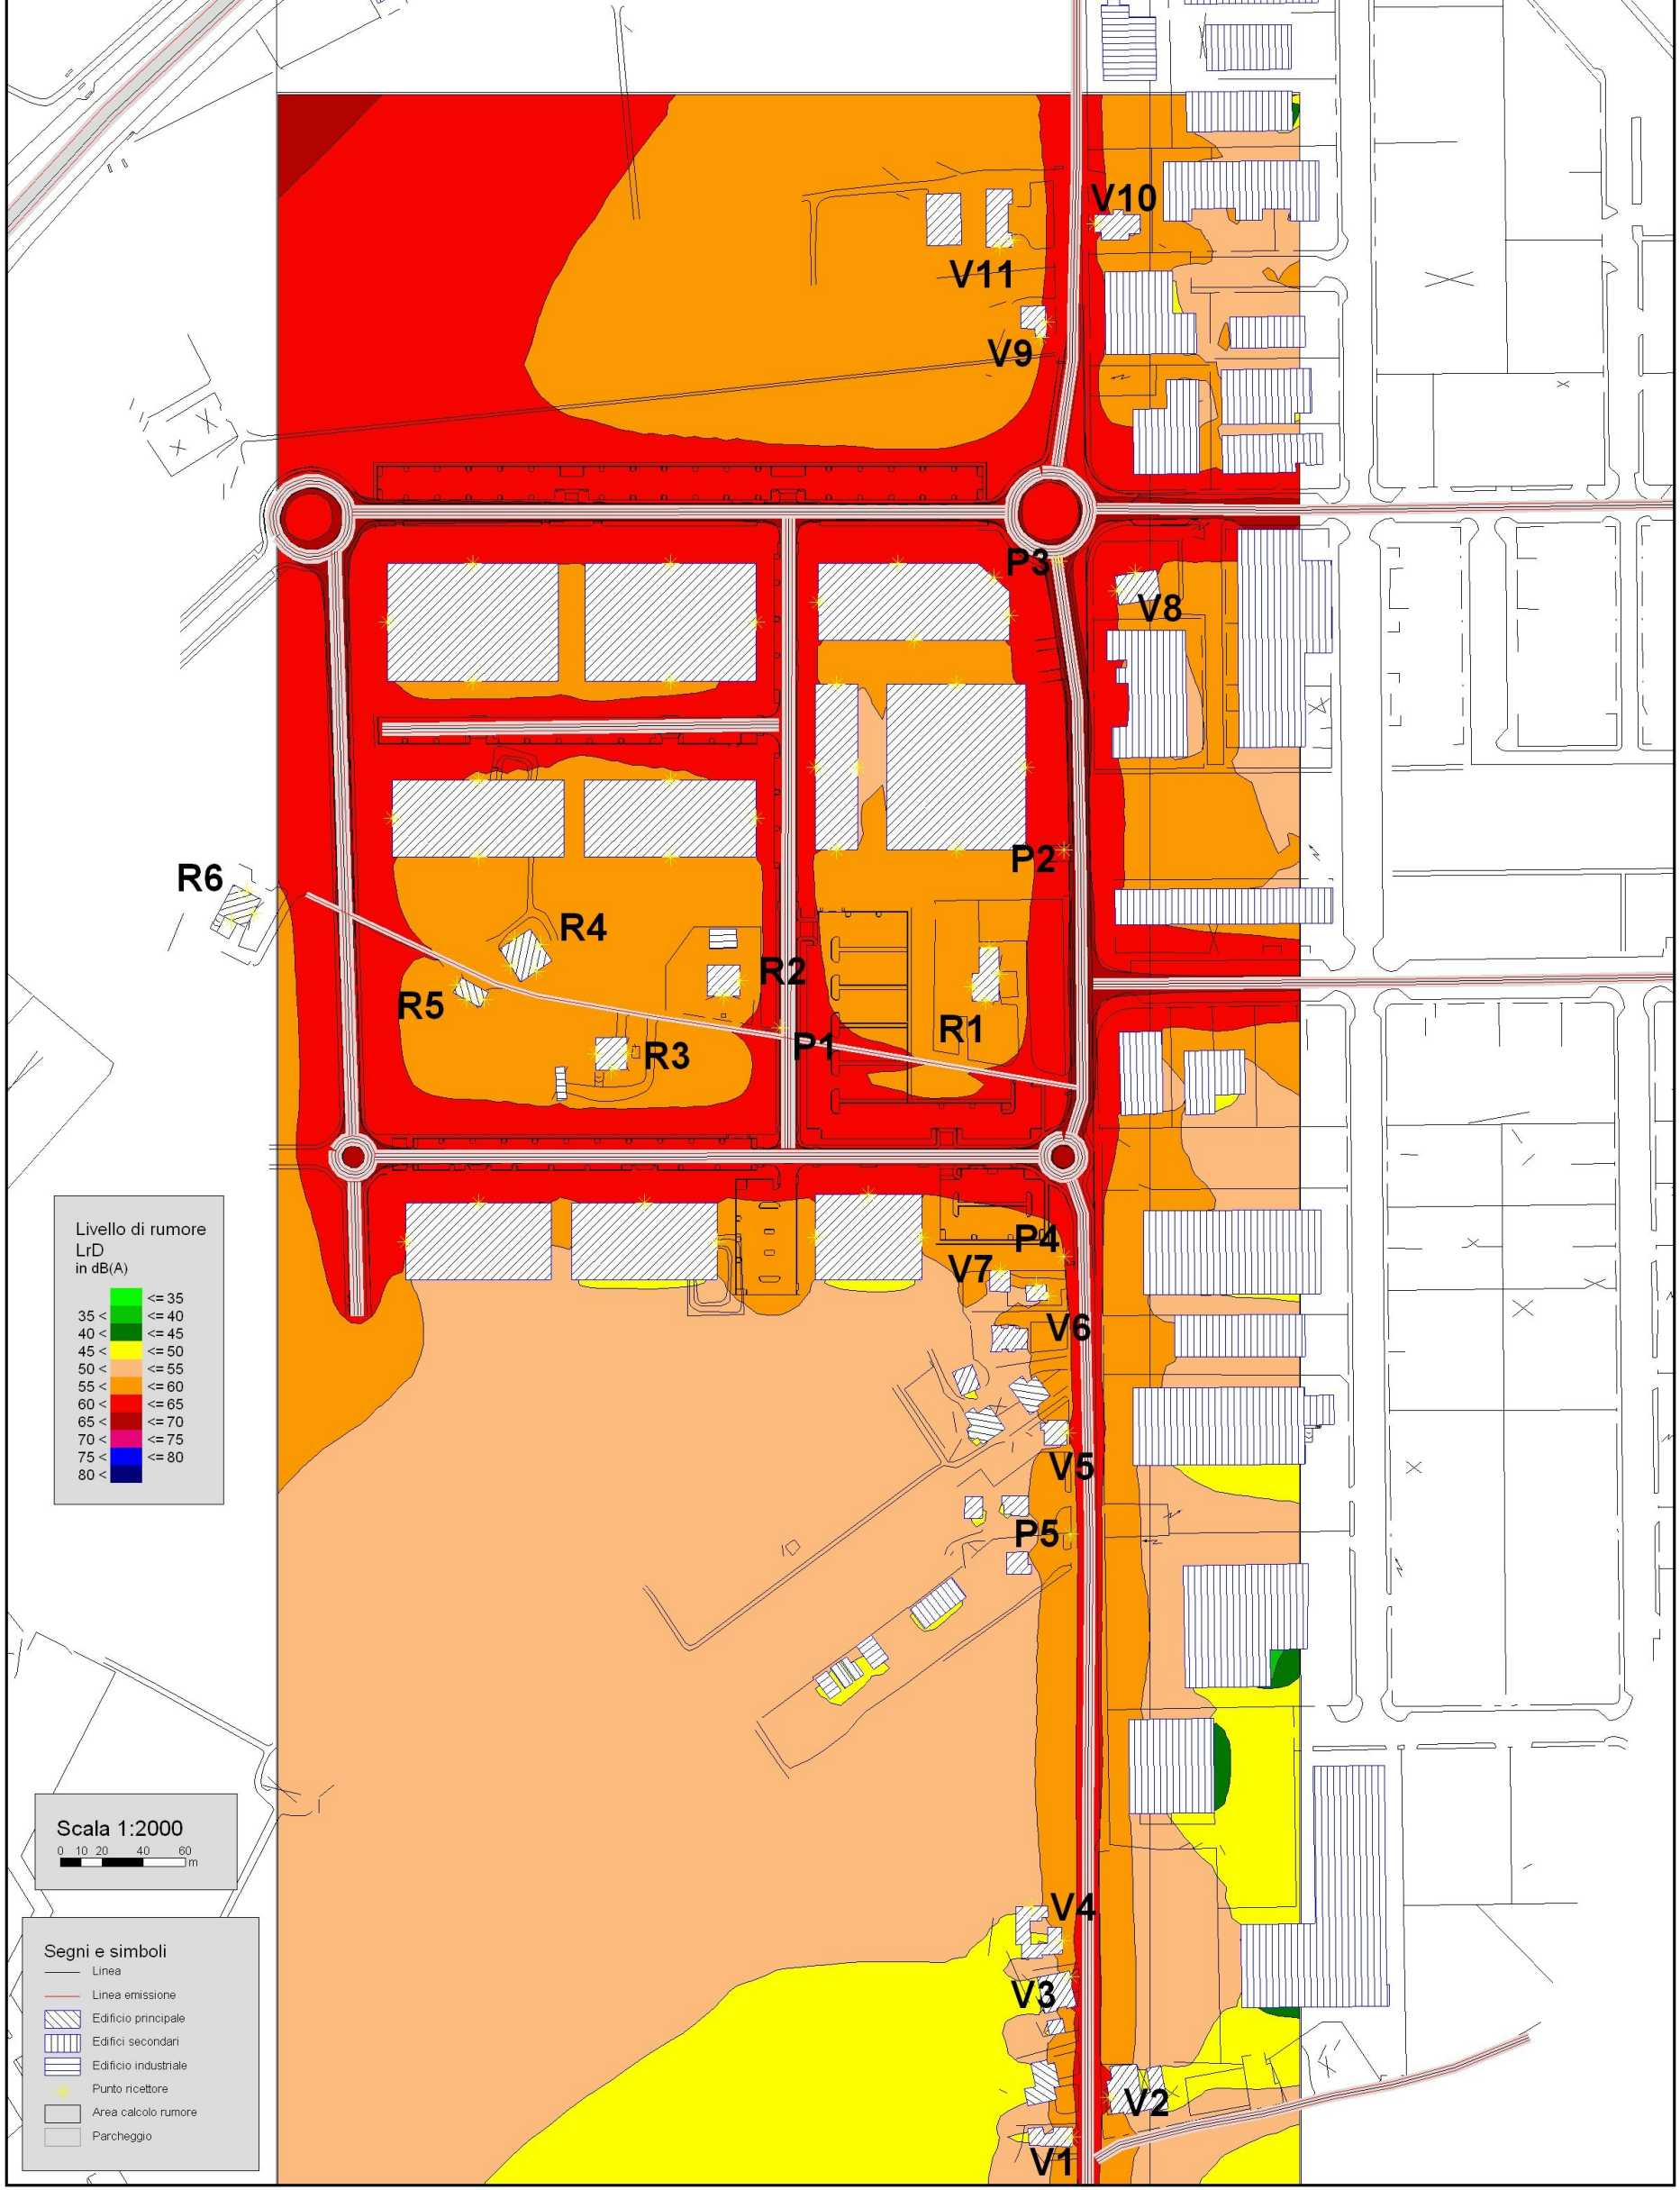 V10
V11
V9
P3
V8
P2
R6
R4
R2
R5
R1
P1
R3
P4
V7
V6
V5
P5
V4
V3
V2
V1
Livello di rumore
LrD
in dB(A)
<= 35
35 < <= 40
40 < <= 45
45 < <= 50
50 < <= 55
55 < <= 60
60 < <= 65
65 < <= 70
70 < <= 75
75 < <= 80
80 <
Scala 1:2000
0 10 20 40 60
m
Segni e simboli
Linea
Linea emissione
Edificio principale
Edifici secondari
Edificio industriale
Punto ricettore
Area calcolo rumore
Parcheggio